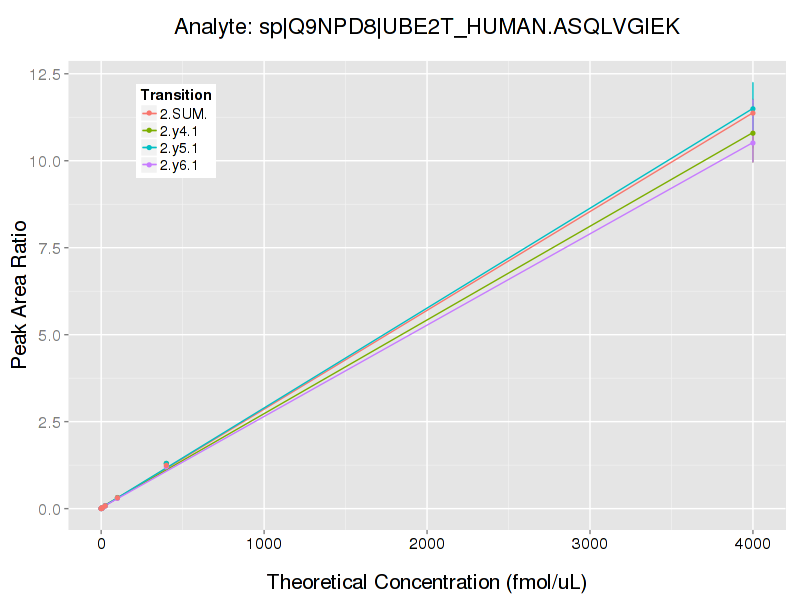 Analyte: sp|Q9NPD8|UBE2T_HUMAN.ASQLVGIEK
Peak Area Ratio
12.5
10.0
7.5
5.0
2.5
0.0
Transition
2.SUM.
2.y4.1
2.y5.1
2.y6.1
0 1000 2000 3000 4000
Theoretical Concentration (fmol/uL)